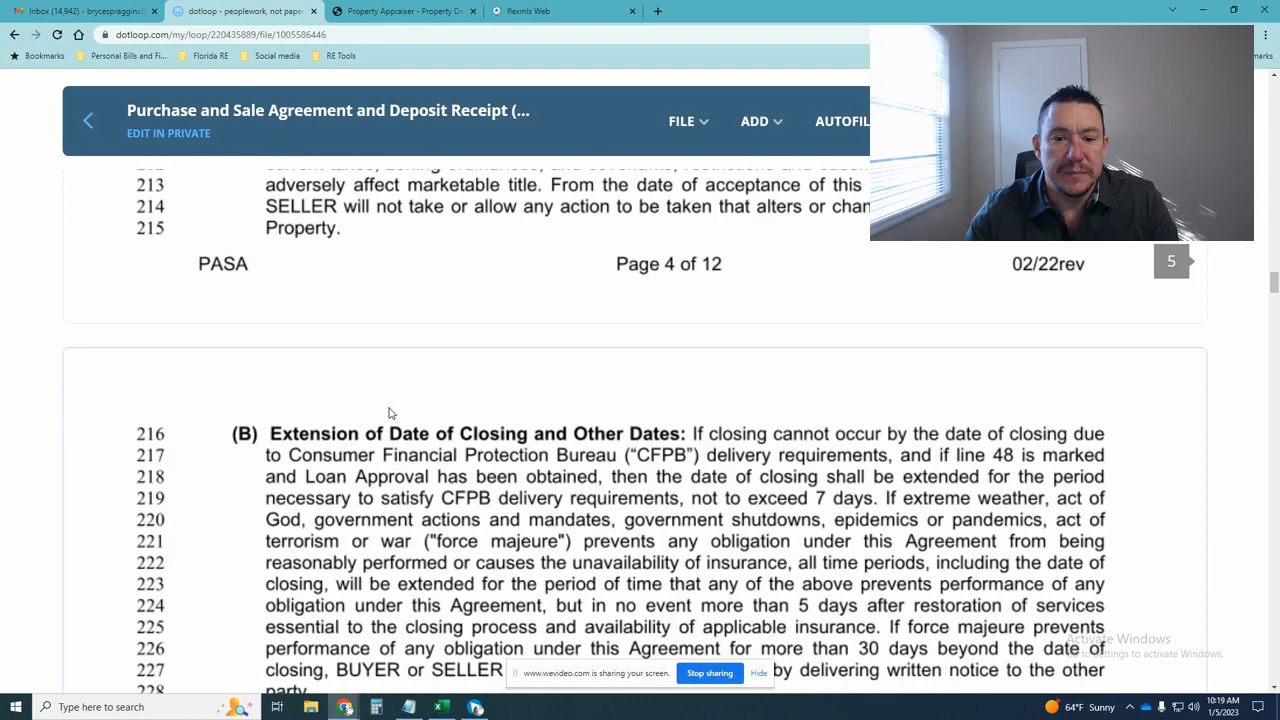 Inbox (14,942) - brycespragins@
dotloop - peoplework, not paper
Property Appraiser - Property De
flexmls Web
dotloop.com/my/loop/220435889/file/1005586446
Bookmarks
Personal Bills and Fi...
Florida RE
Social media
RE Tools
Purchase and Sale Agreement and Deposit Receipt (...
EDIT IN PRIVATE
FILE
ADD
AUTOFIL
213 adversely affect marketable title. From the date of acceptance of this
214 SELLER will not take or allow any action to be taken that alters or chan
215 Property.
PASA Page 4 of 12 02/22rev
5
216 (B) Extension of Date of Closing and Other Dates: If closing cannot occur by the date of closing due
217 to Consumer Financial Protection Bureau (“CFPB”) delivery requirements, and if line 48 is marked
218 and Loan Approval has been obtained, then the date of closing shall be extended for the period
219 necessary to satisfy CFPB delivery requirements, not to exceed 7 days. If extreme weather, act of
220 God, government actions and mandates, government shutdowns, epidemics or pandemics, act of
221 terrorism or war ("force majeure") prevents any obligation under this Agreement from being
222 reasonably performed or causes the unavailability of insurance, all time periods, including the date of
223 closing, will be extended for the period of time that any of the above prevents performance of any
224 obligation under this Agreement, but in no event more than 5 days after restoration of services
225 essential to the closing process and availability of applicable insurance. If force majeure prevents
226 performance of any obligation under this Agreement for more than 30 days beyond the date of
227 closing, BUYER or SELLER by delivering written notice to the other
228 party.
Activate Windows
Go to Settings to activate Windows.
www.wevideo.com is sharing your screen.
Stop sharing
Hide
Type here to search
64°F Sunny
10:19 AM
1/5/2023